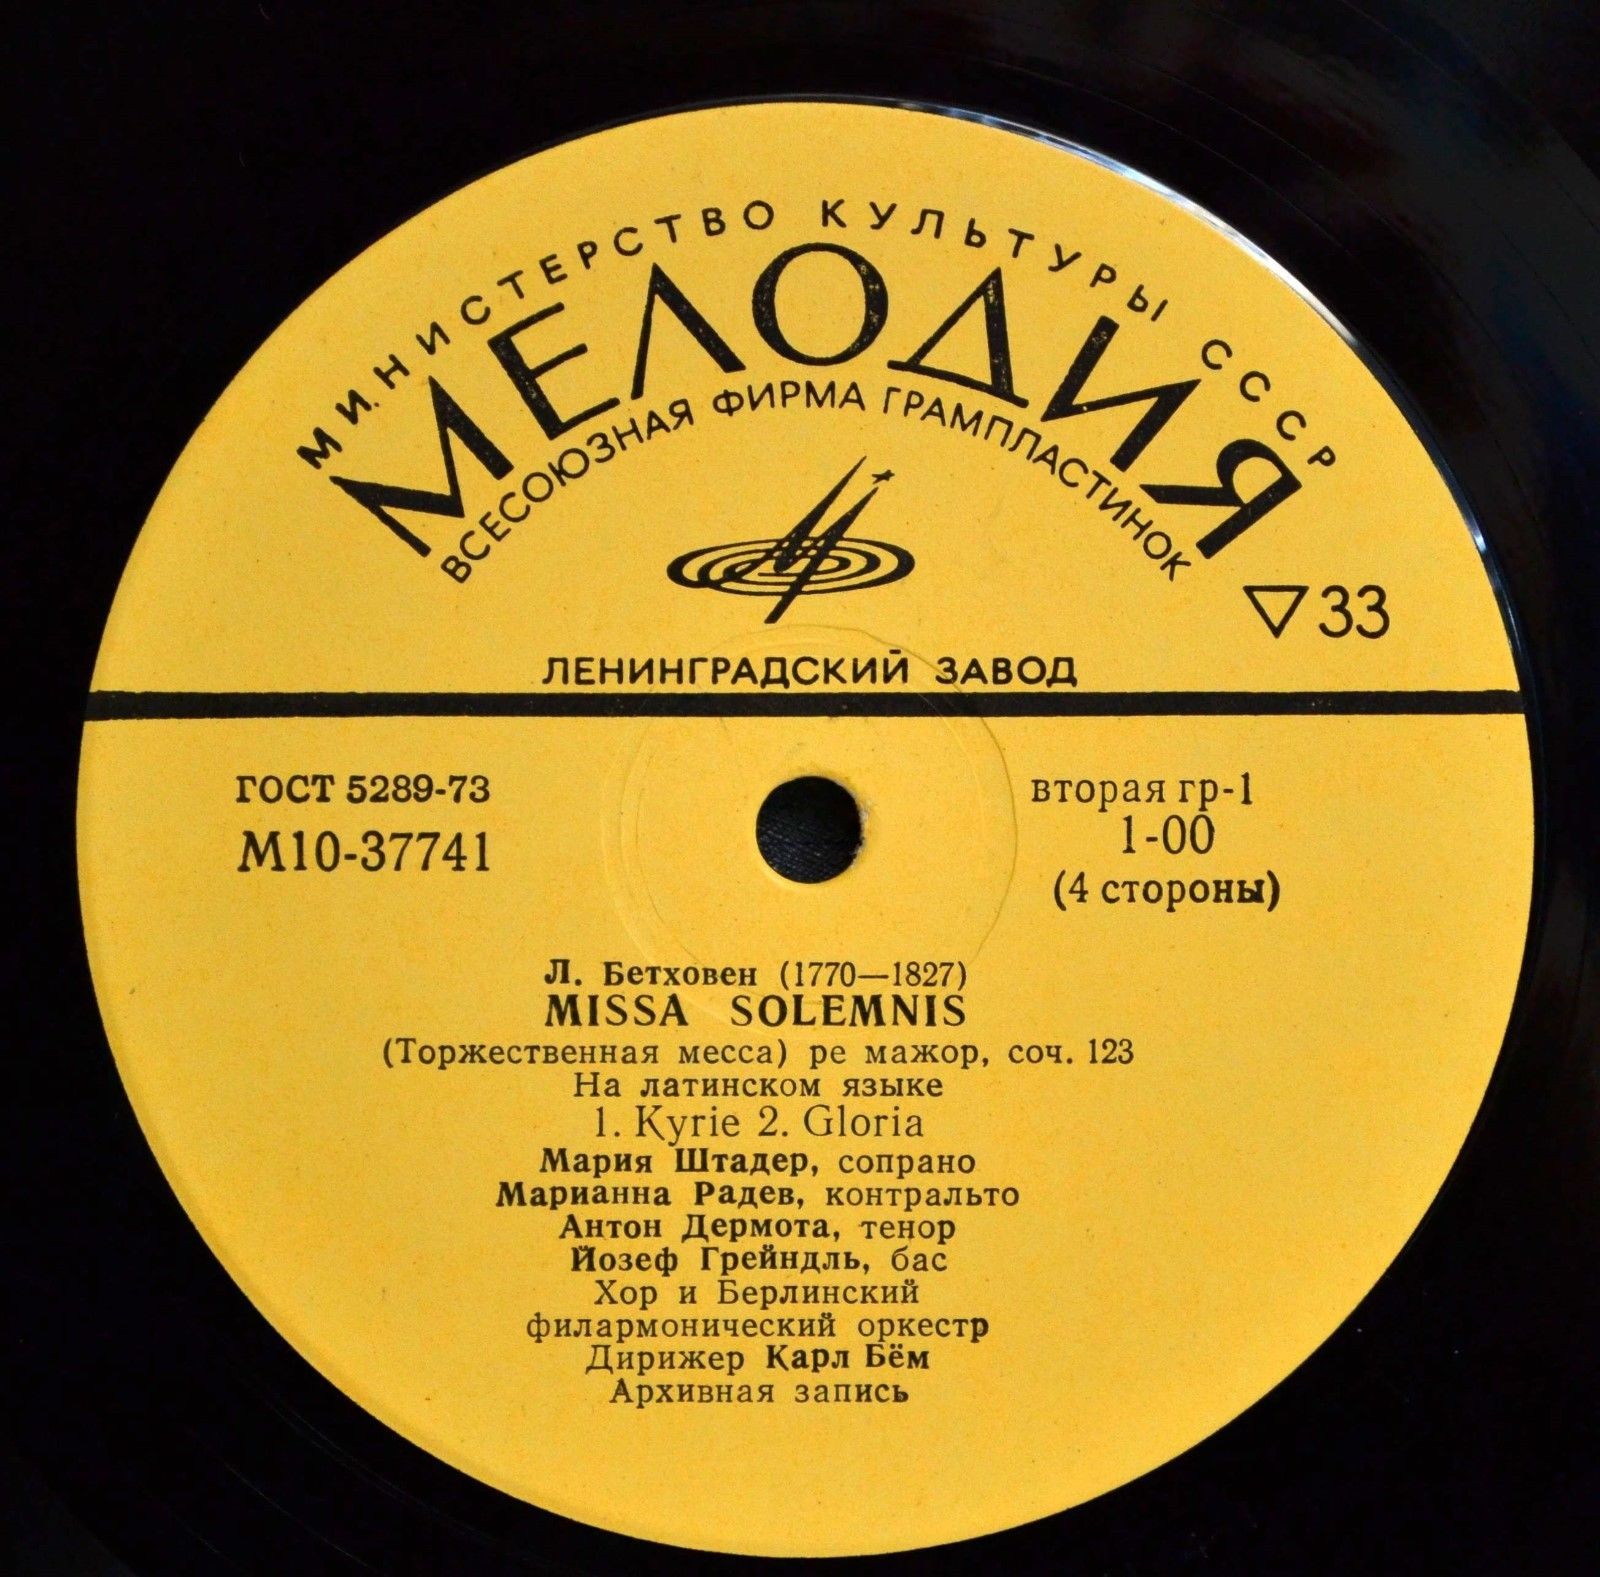 МИНИСТЕРСТВО КУЛЬТУРЫ СССР
МЕЛОДИЯ
ВСЕСОЮЗНАЯ ФИРМА ГРАМПЛАСТИНОК
▽33
ЛЕНИНГРАДСКИЙ ЗАВОД
ГОСТ 5289-73
М10-37741
вторая гр-1
1-00
(4 стороны)
Л. Бетховен (1770—1827)
MISSA SOLEMNIS
(Торжественная месса) ре мажор, соч. 123
На латинском языке
1. Kyrie 2. Gloria
Мария Штадер, сопрано
Марианна Радев, контральто
Антон Дермота, тенор
Йозеф Грейндль, бас
Хор и Берлинский
филармонический оркестр
Дирижер Карл Бём
Архивная запись